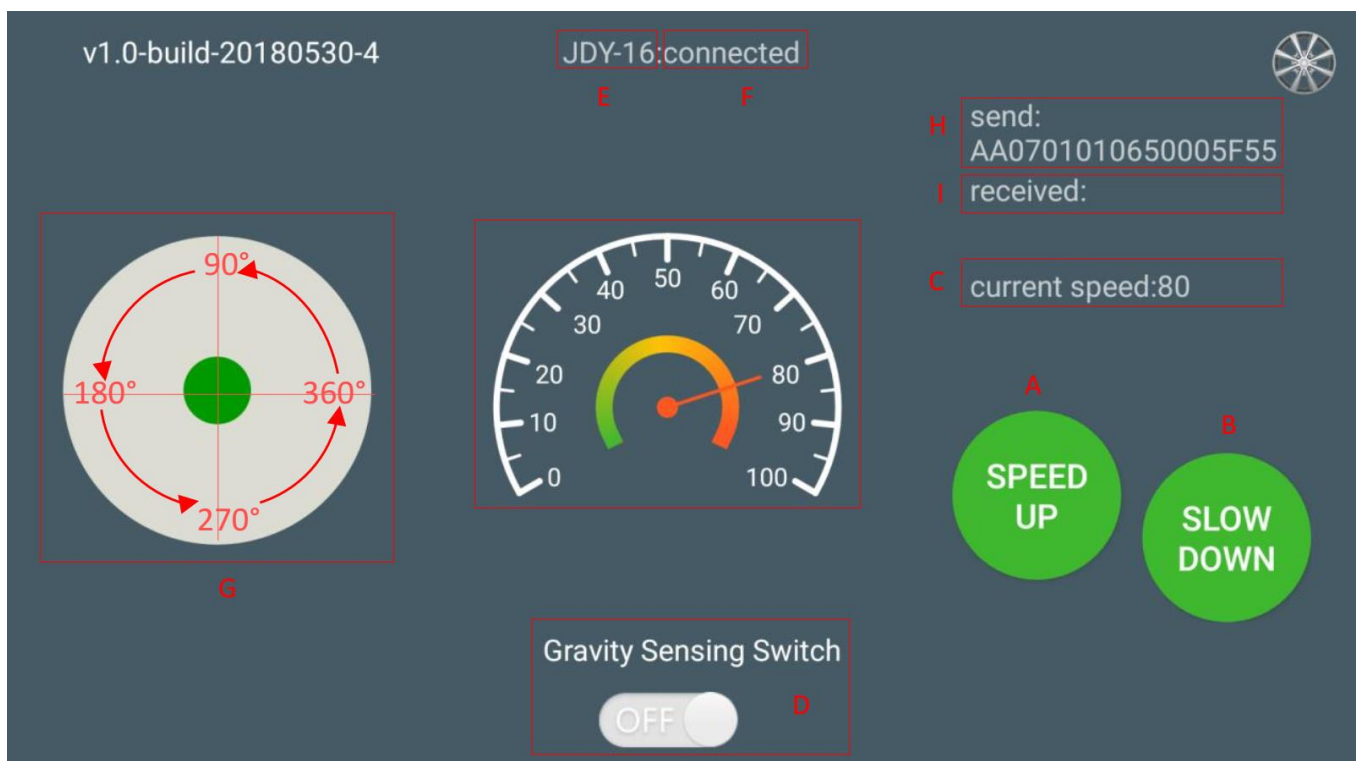 v1.0-build-20180530-4
JDY-16:connected
E
F
H
send:
AA0701010650005F55
I
received:
C
current speed:80
90°
180°
360°
270°
G
0
10
20
30
40
50
60
70
80
90
100
A
SPEED
UP
B
SLOW
DOWN
Gravity Sensing Switch
OFF
D